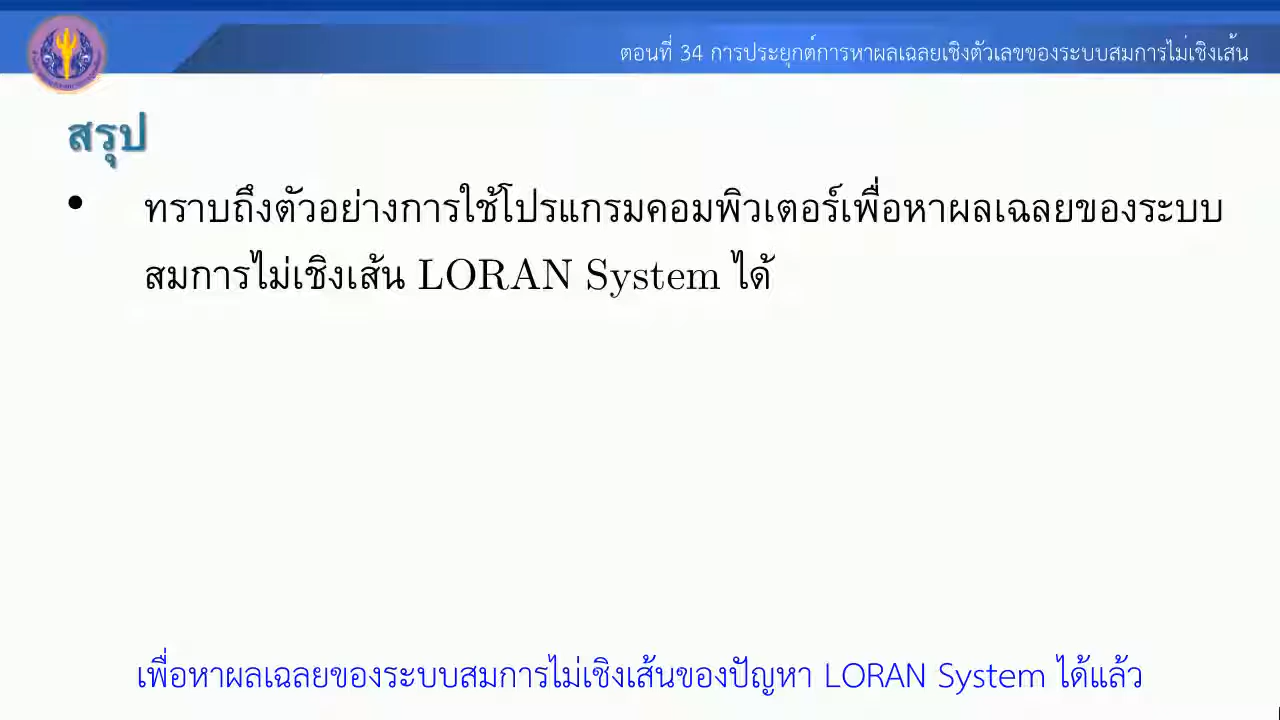 ตอนที่ 34 การประยุกต์การหาผลเฉลยเชิงตัวเลขของระบบสมการไม่เชิงเส้น
สรุป
• ทราบถึงตัวอย่างการใช้โปรแกรมคอมพิวเตอร์เพื่อหาผลเฉลยของระบบ
สมการไม่เชิงเส้น LORAN System ได้
เพื่อหาผลเฉลยของระบบสมการไม่เชิงเส้นของปัญหา LORAN System ได้แล้ว